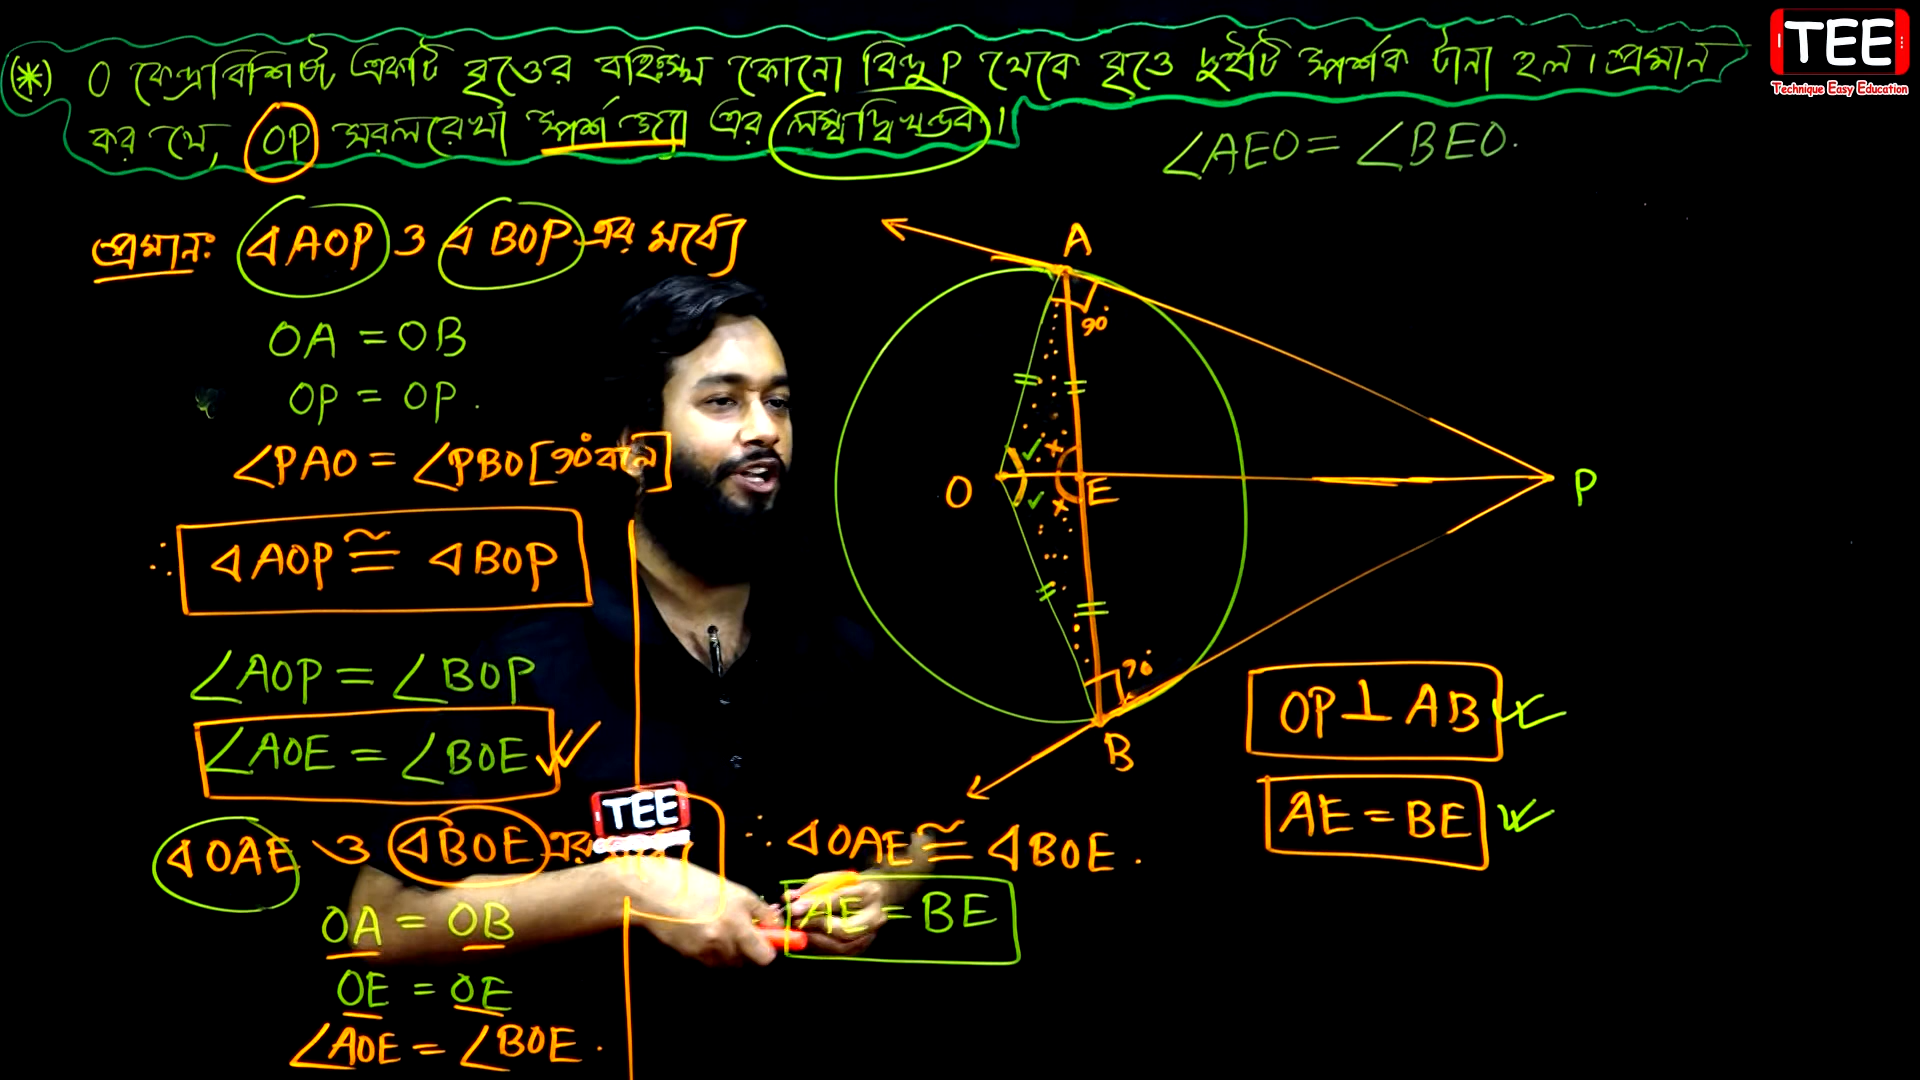 (*) O কেন্দ্রবিশিষ্ট একটি বৃত্তের বহিঃস্থ কোনো বিন্দু P থেকে বৃত্তে দুইটি স্পর্শক টানা হল। প্রমান
কর যে, OP সরলরেখা স্পর্শ জ্যা এর লম্বদ্বিখন্ডক।
TEE
Technique Easy Education
∠AEO = ∠BEO.
প্রমান: ⊲AOP ও ⊲BOP এর মধ্যে
OA = OB
OP = OP.
∠PAO = ∠PBO [90° বলে]
∴ ⊲AOP ≅ ⊲BOP
∠AOP = ∠BOP
∠AOE = ∠BOE
⊲OAE ও ⊲BOE এর
OA = OB
OE = OE
∠AOE = ∠BOE.
TEE
∴ ⊲OAE ≅ ⊲BOE.
AE = BE
A
90°
O
E
P
90°
B
OP ⊥ AB
AE = BE